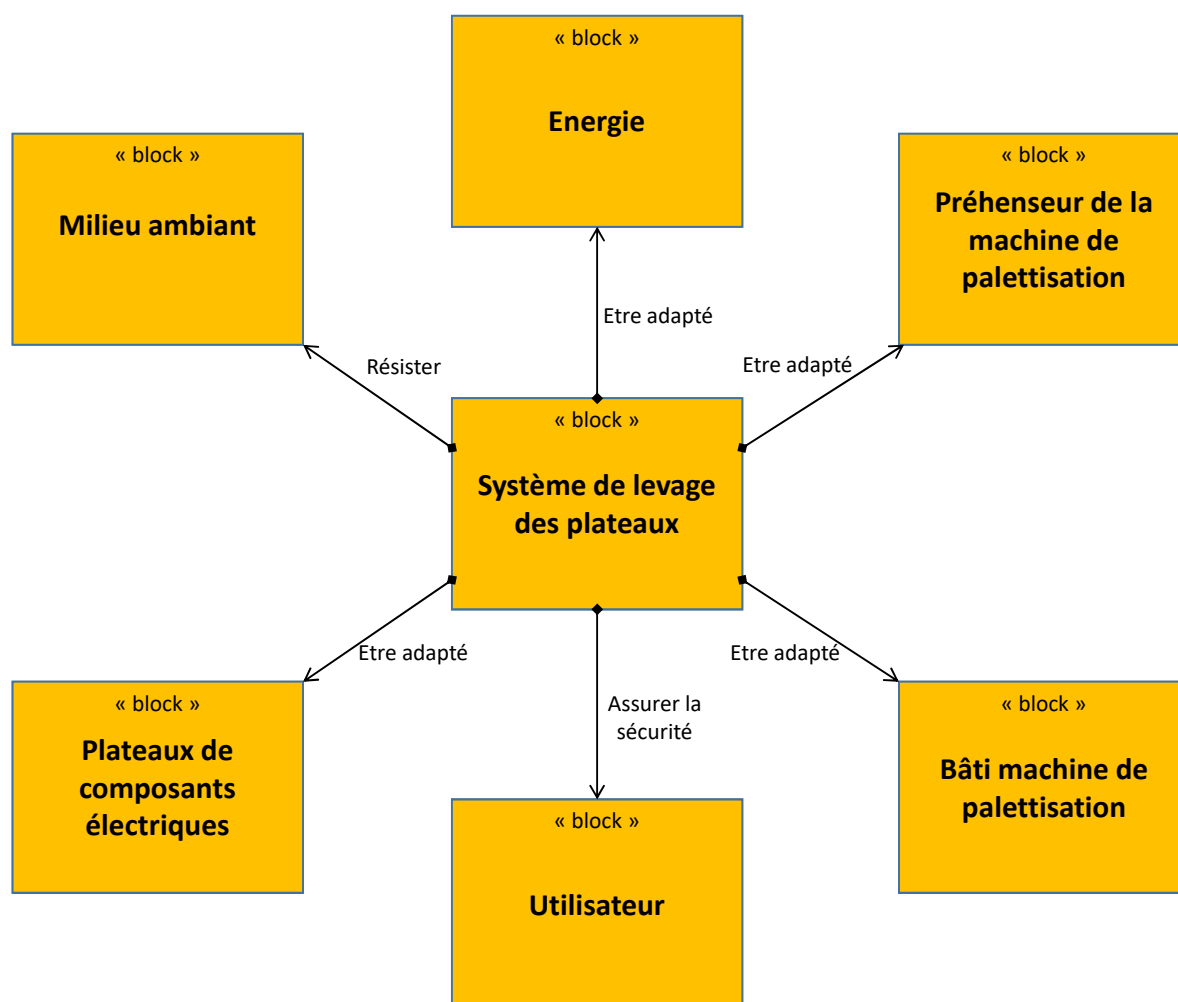 « block »
Energie
« block »
Milieu ambiant
« block »
Préhenseur de la
machine de
palettisation
Etre adapté
Résister
Etre adapté
« block »
Système de levage
des plateaux
Etre adapté
Etre adapté
Assurer la
sécurité
« block »
Plateaux de
composants
électriques
« block »
Bâti machine de
palettisation
« block »
Utilisateur